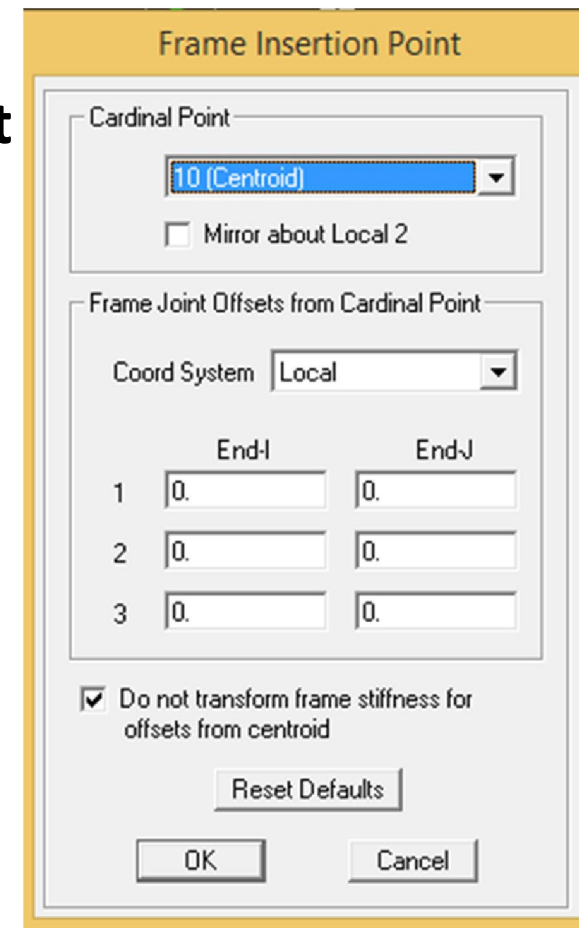 Frame Insertion Point
t
Cardinal Point
10 (Centroid)
Mirror about Local 2
Frame Joint Offsets from Cardinal Point
Coord System Local
End-I End-J
1 0. 0.
2 0. 0.
3 0. 0.
Do not transform frame stiffness for
offsets from centroid
Reset Defaults
OK Cancel